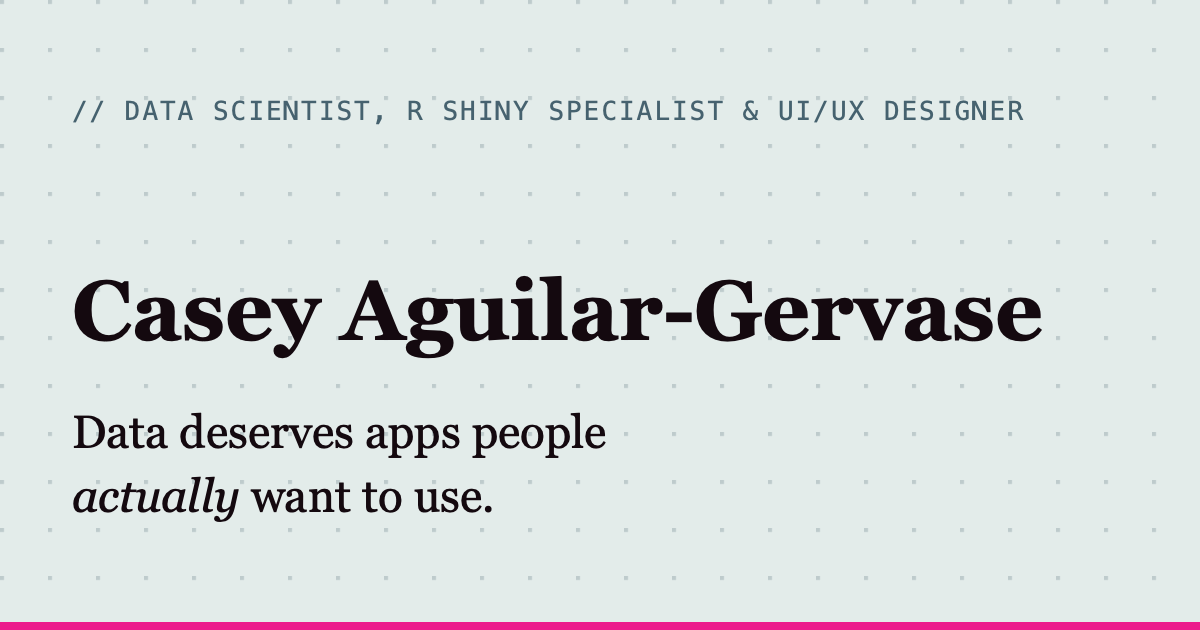 // DATA SCIENTIST, R SHINY SPECIALIST & UI/UX DESIGNER
Casey Aguilar-Gervase
Data deserves apps people
actually want to use.